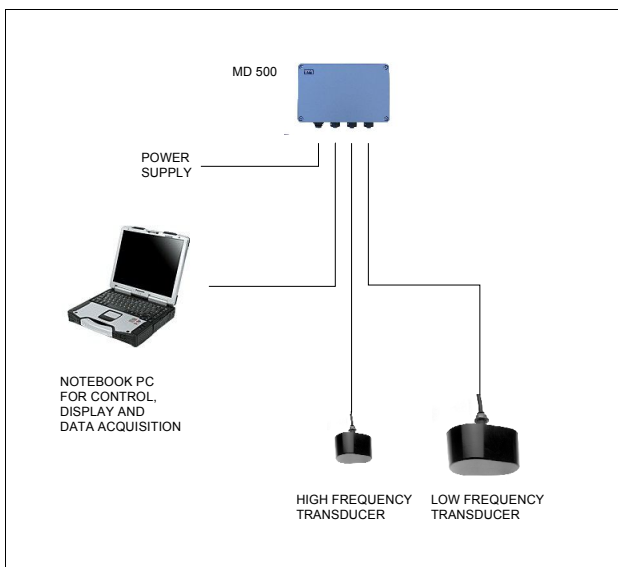 MD 500
POWER
SUPPLY
NOTEBOOK PC
FOR CONTROL,
DISPLAY AND
DATA ACQUISITION
HIGH FREQUENCY
TRANSDUCER
LOW FREQUENCY
TRANSDUCER